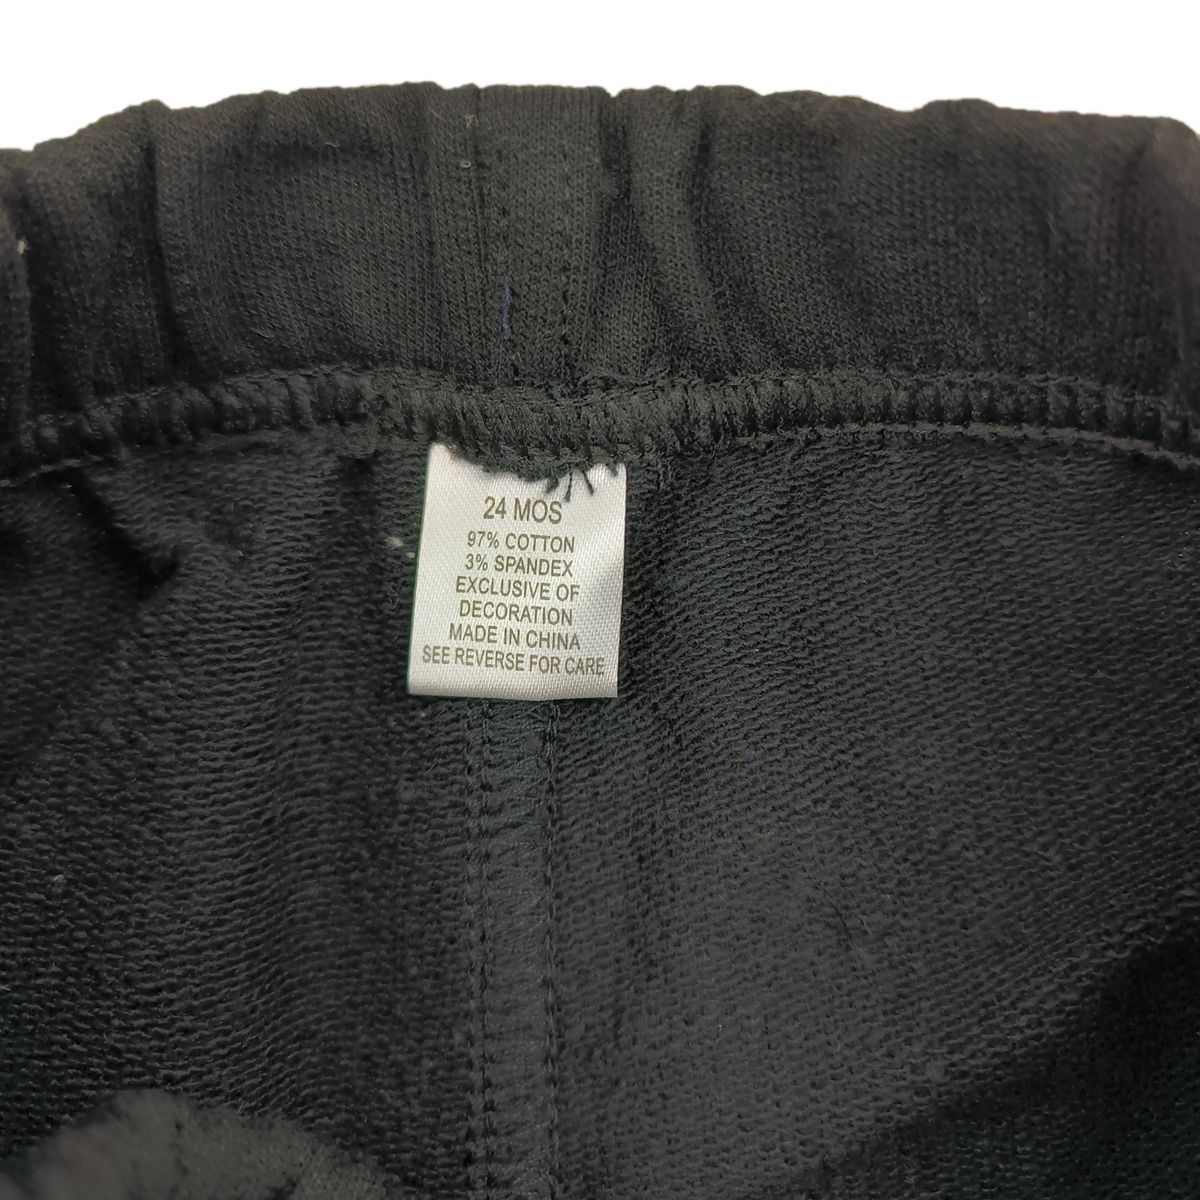 24 MOS
97% COTTON
3% SPANDEX
EXCLUSIVE OF
DECORATION
MADE IN CHINA
SEE REVERSE FOR CARE